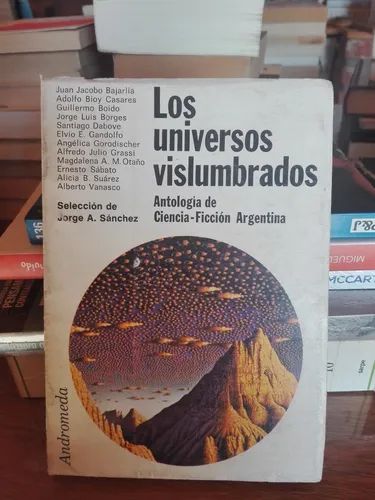 Juan Jacobo Bajarlía
Adolfo Bioy Casares
Guillermo Boido
Jorge Luis Borges
Santiago Dabove
Elvio E. Gandolfo
Angélica Gorodischer
Alfredo Julio Grassi
Magdalena A. M. Otaño
Ernesto Sábato
Alicia B. Suárez
Alberto Vanasco
Selección de
Jorge A. Sánchez
Los
universos
vislumbrados
Antología de
Ciencia-Ficción Argentina
Andromeda
136
MIGUEL
MCCART